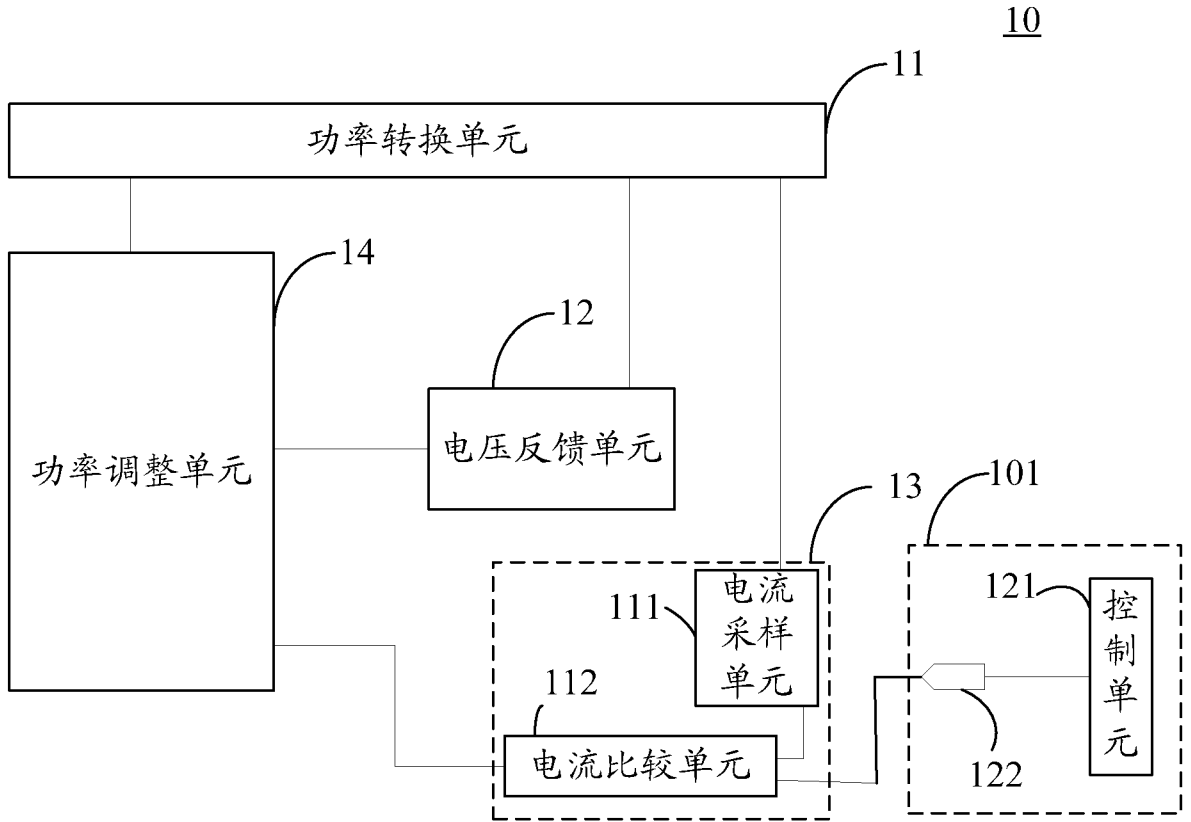 10
11
功率转换单元
14
12
电压反馈单元
功率调整单元
13
101
111
电流
采样
单元
121
控
制
单
元
112
电流比较单元
122